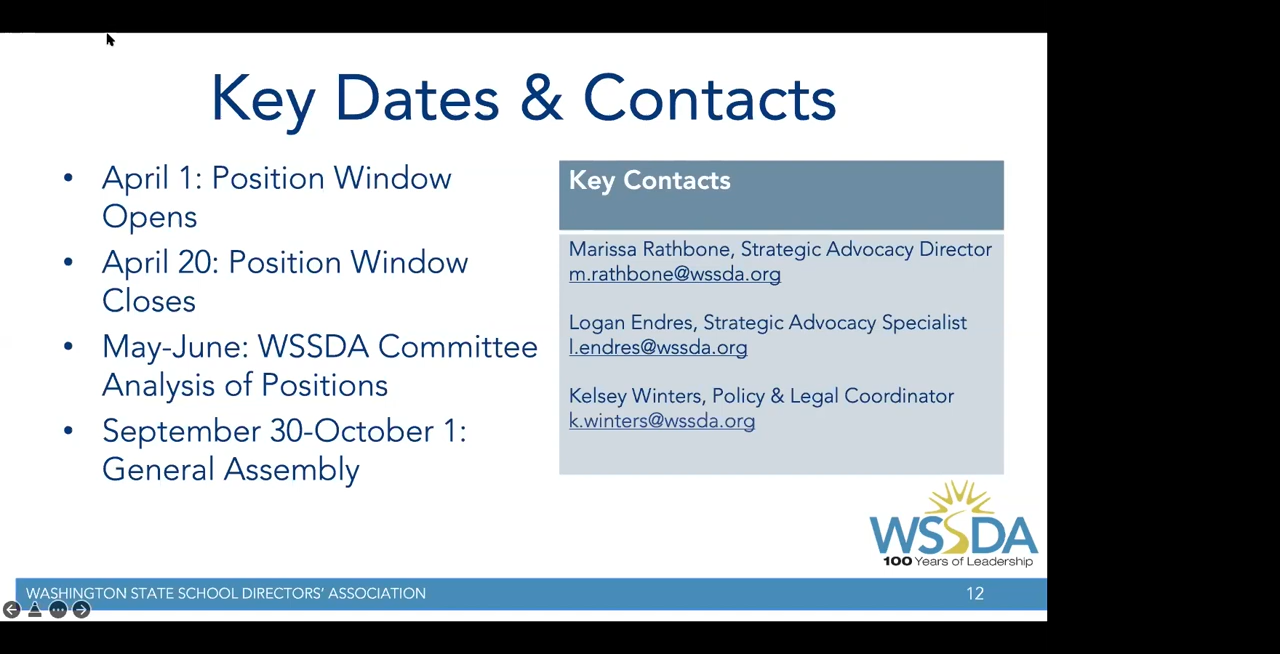 Key Dates & Contacts
• April 1: Position Window
Opens
• April 20: Position Window
Closes
• May-June: WSSDA Committee
Analysis of Positions
• September 30-October 1:
General Assembly
Key Contacts
Marissa Rathbone, Strategic Advocacy Director
m.rathbone@wssda.org
Logan Endres, Strategic Advocacy Specialist
l.endres@wssda.org
Kelsey Winters, Policy & Legal Coordinator
k.winters@wssda.org
WSSDA
100 Years of Leadership
WASHINGTON STATE SCHOOL DIRECTORS' ASSOCIATION
12